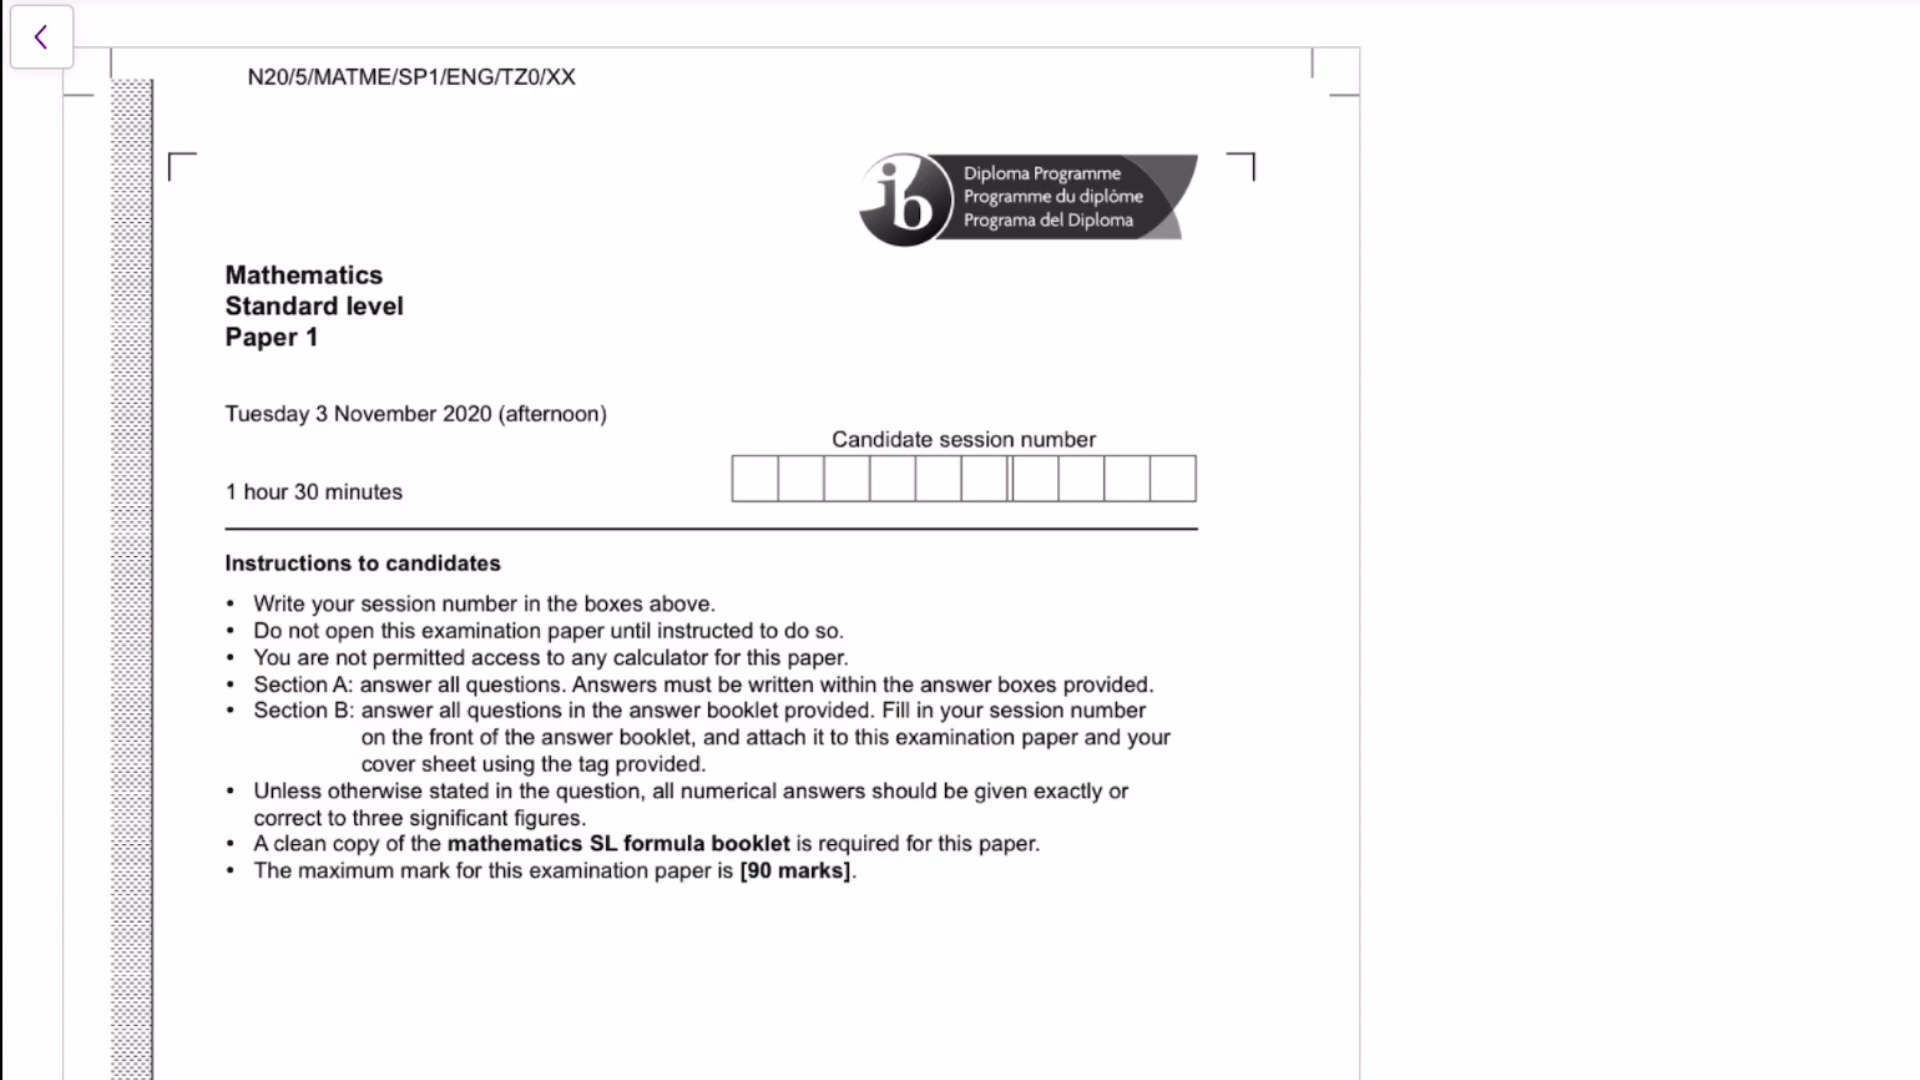 N20/5/MATME/SP1/ENG/TZ0/XX
ib
Diploma Programme
Programme du diplôme
Programa del Diploma
Mathematics
Standard level
Paper 1
Tuesday 3 November 2020 (afternoon)
Candidate session number
1 hour 30 minutes
Instructions to candidates
• Write your session number in the boxes above.
• Do not open this examination paper until instructed to do so.
• You are not permitted access to any calculator for this paper.
• Section A: answer all questions. Answers must be written within the answer boxes provided.
• Section B: answer all questions in the answer booklet provided. Fill in your session number
on the front of the answer booklet, and attach it to this examination paper and your
cover sheet using the tag provided.
• Unless otherwise stated in the question, all numerical answers should be given exactly or
correct to three significant figures.
• A clean copy of the mathematics SL formula booklet is required for this paper.
• The maximum mark for this examination paper is [90 marks].